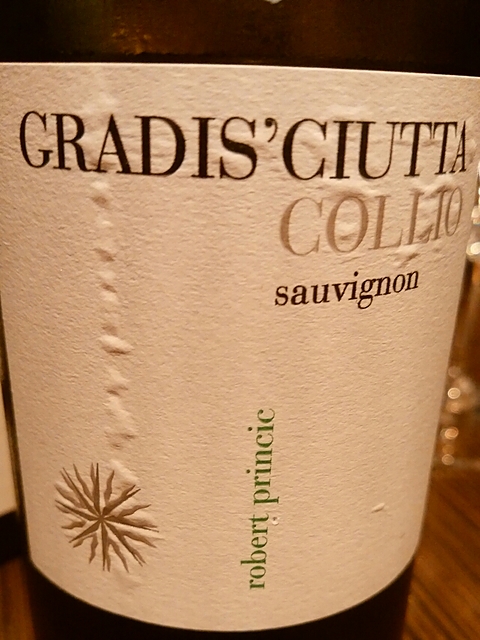 GRADIS'CIUTTA
COLLIO
sauvignon
robert princic